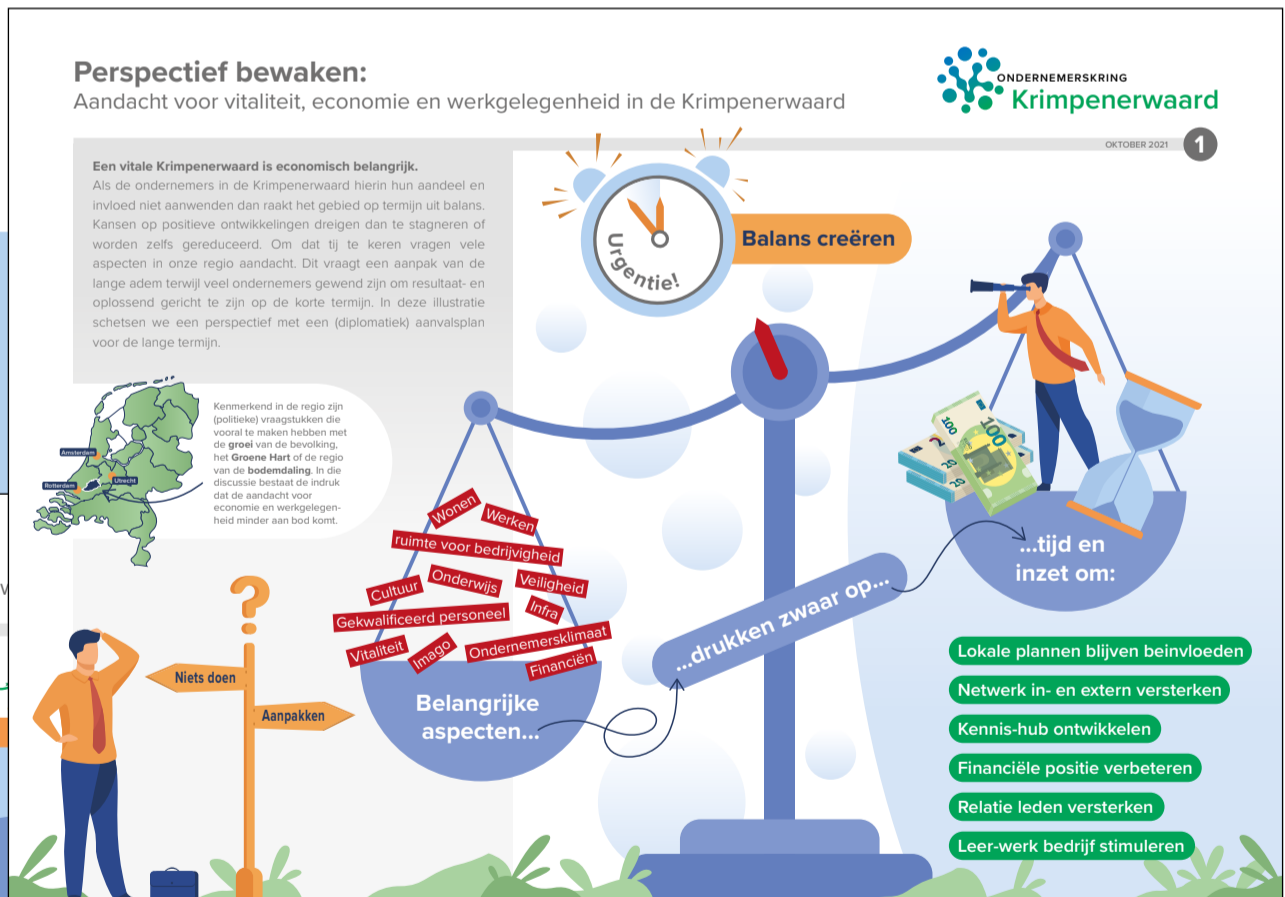 Perspectief bewaken:
Aandacht voor vitaliteit, economie en werkgelegenheid in de Krimpenerwaard
ONDERNEMERSKRING
Krimpenerwaard
OKTOBER 2021
1
Een vitale Krimpenerwaard is economisch belangrijk.
Als de ondernemers in de Krimpenerwaard hierin hun aandeel en
invloed niet aanwenden dan raakt het gebied op termijn uit balans.
Kansen op positieve ontwikkelingen dreigen dan te stagneren of
worden zelfs gereduceerd. Om dat tij te keren vragen vele
aspecten in onze regio aandacht. Dit vraagt een aanpak van de
lange adem terwijl veel ondernemers gewend zijn om resultaat- en
oplossend gericht te zijn op de korte termijn. In deze illustratie
schetsen we een perspectief met een (diplomatiek) aanvalsplan
voor de lange termijn.
Urgentie!
Balans creëren
Kenmerkend in de regio zijn
(politieke) vraagstukken die
vooral te maken hebben met
de groei van de bevolking,
het Groene Hart of de regio
van de bodemdaling. In die
discussie bestaat de indruk
dat de aandacht voor
economie en werkgelegen-
heid minder aan bod komt.
Amsterdam
Utrecht
Rotterdam
Wonen
Werken
ruimte voor bedrijvigheid
Cultuur
Onderwijs
Veiligheid
Gekwalificeerd personeel
Infra
Vitaliteit
Imago
Ondernemersklimaat
Financiën
Belangrijke
aspecten...
...drukken zwaar op...
100
100
20
20
...tijd en
inzet om:
?
Niets doen
Aanpakken
Lokale plannen blijven beinvloeden
Netwerk in- en extern versterken
Kennis-hub ontwikkelen
Financiële positie verbeteren
Relatie leden versterken
Leer-werk bedrijf stimuleren